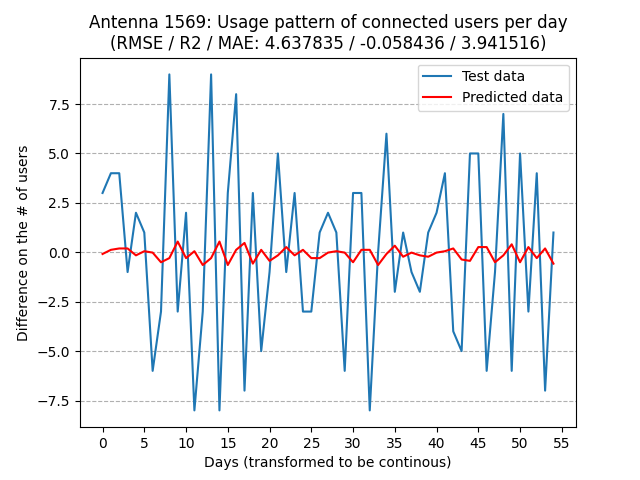 Antenna 1569: Usage pattern of connected users per day
(RMSE / R2 / MAE: 4.637835 / -0.058436 / 3.941516)
Test data
Predicted data
7.5
5.0
2.5
0.0
−2.5
−5.0
−7.5
Difference on the # of users
0 5 10 15 20 25 30 35 40 45 50 55
Days (transformed to be continous)